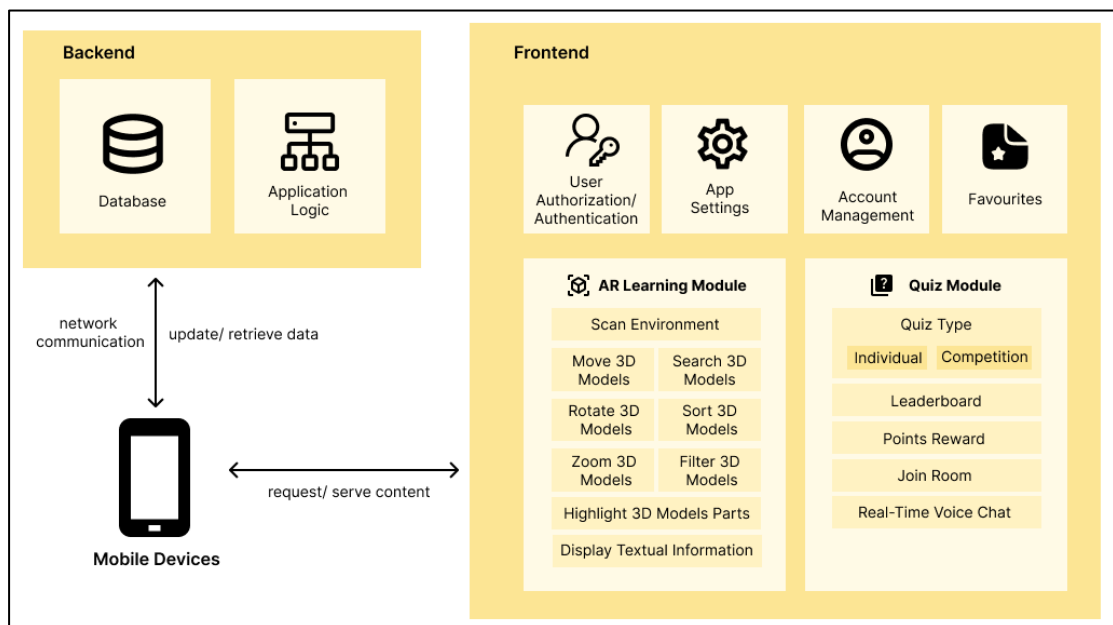 Backend
Database
Application
Logic
network
communication
update/ retrieve data
Mobile Devices
request/ serve content
Frontend
User
Authorization/
Authentication
App
Settings
Account
Management
Favourites
AR Learning Module
Scan Environment
Move 3D
Models
Search 3D
Models
Rotate 3D
Models
Sort 3D
Models
Zoom 3D
Models
Filter 3D
Models
Highlight 3D Models Parts
Display Textual Information
?
Quiz Module
Quiz Type
Individual
Competition
Leaderboard
Points Reward
Join Room
Real-Time Voice Chat